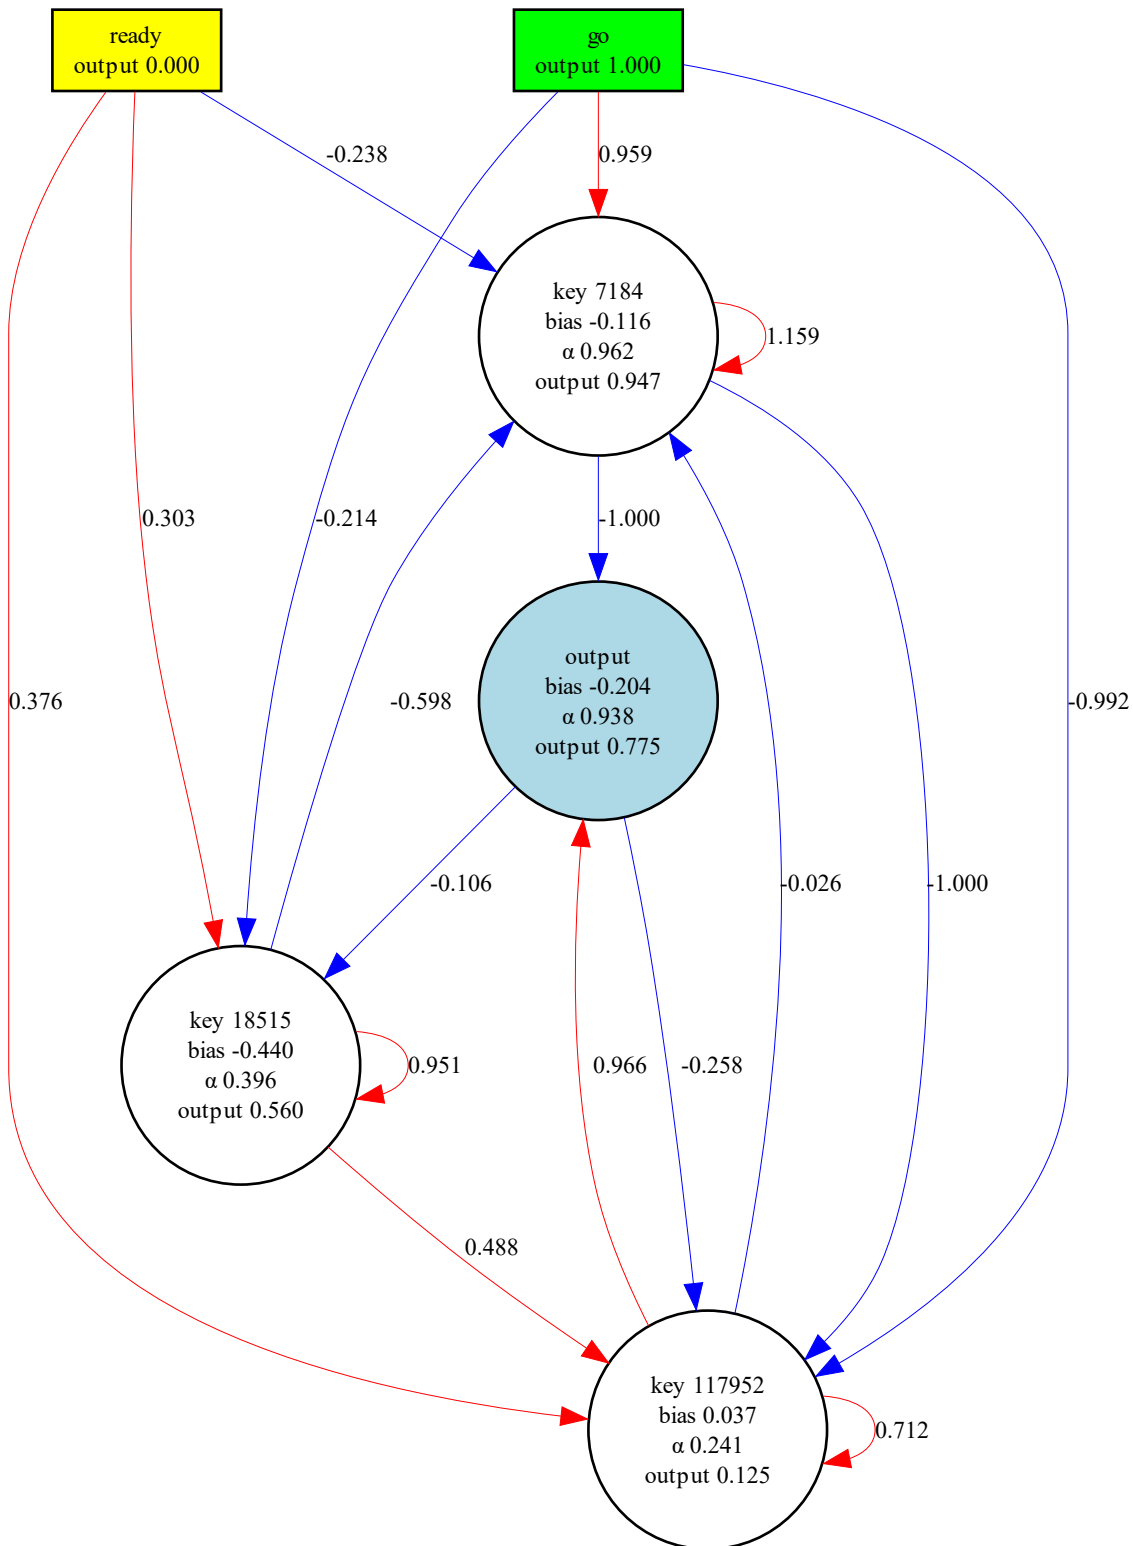 ready
output 0.000
go
output 1.000
-0.238
0.959
key 7184
bias -0.116
α 0.962
output 0.947
1.159
0.303
-0.214
-1.000
output
bias -0.204
α 0.938
output 0.775
0.376
-0.598
-0.992
-0.106
-0.026
-1.000
key 18515
bias -0.440
α 0.396
output 0.560
0.951
0.966
-0.258
0.488
key 117952
bias 0.037
α 0.241
output 0.125
0.712